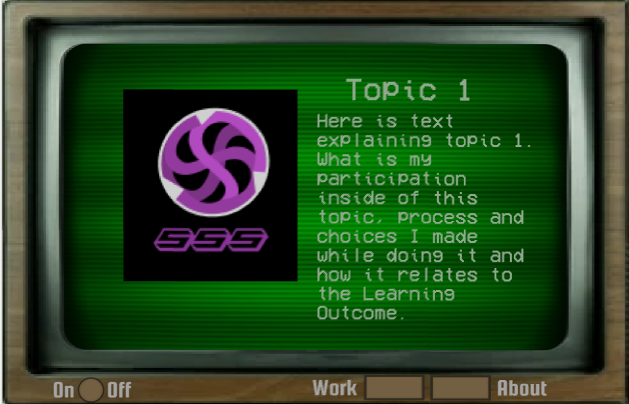 Topic 1
Here is text
explaining topic 1.
What is my
participation
inside of this
topic, process and
choices I made
while doing it and
how it relates to
the Learning
Outcome.
SSS
On Off
Work About